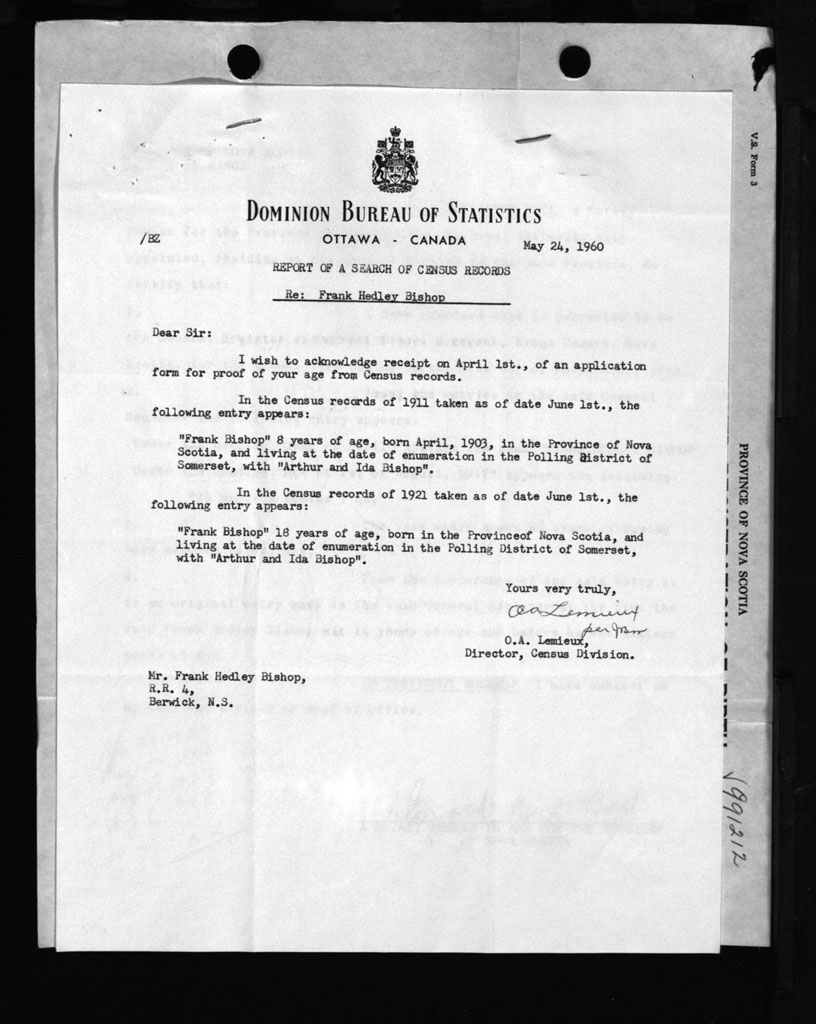 DOMINION BUREAU OF STATISTICS
/BZ
OTTAWA - CANADA
May 24, 1960
REPORT OF A SEARCH OF CENSUS RECORDS
Re: Frank Hedley Bishop
Dear Sir:
I wish to acknowledge receipt on April 1st., of an application
form for proof of your age from Census records.
In the Census records of 1911 taken as of date June 1st., the
following entry appears:
"Frank Bishop" 8 years of age, born April, 1903, in the Province of Nova
Scotia, and living at the date of enumeration in the Polling District of
Somerset, with "Arthur and Ida Bishop".
In the Census records of 1921 taken as of date June 1st., the
following entry appears:
"Frank Bishop" 18 years of age, born in the Provinceof Nova Scotia, and
living at the date of enumeration in the Polling District of Somerset,
with "Arthur and Ida Bishop".
Yours very truly,
OA Lemieux
per
O.A. Lemieux,
Director, Census Division.
Mr. Frank Hedley Bishop,
R.R. 4,
Berwick, N.S.
V.S. Form 3
PROVINCE OF NOVA SCOTIA
991212